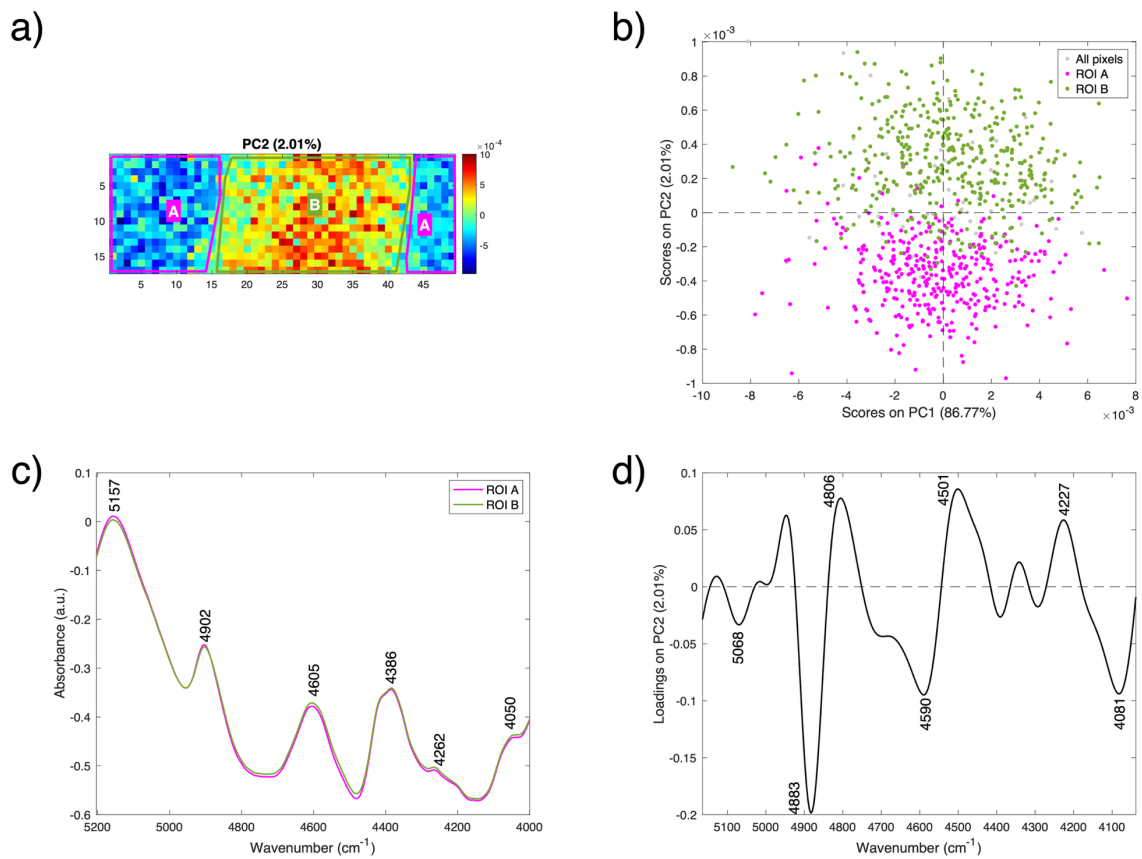 a)
PC2 (2.01%)
10 × 10⁻⁴
5
0
-5
5
10
15
A
B
A
5 10 15 20 25 30 35 40 45
b)
×10⁻³
1
0.8
0.6
0.4
0.2
0
-0.2
-0.4
-0.6
-0.8
-1
Scores on PC2 (2.01%)
All pixels
ROI A
ROI B
-10 -8 -6 -4 -2 0 2 4 6 8
Scores on PC1 (86.77%)
×10⁻³
c)
0.1
0
-0.1
-0.2
-0.3
-0.4
-0.5
-0.6
Absorbance (a.u.)
5157
4902
4605
4386
4262
4050
ROI A
ROI B
5200 5000 4800 4600 4400 4200 4000
Wavenumber (cm⁻¹)
d)
0.1
0.05
0
-0.05
-0.1
-0.15
-0.2
Loadings on PC2 (2.01%)
5068
4883
4806
4590
4501
4227
4081
5100 5000 4900 4800 4700 4600 4500 4400 4300 4200 4100
Wavenumber (cm⁻¹)